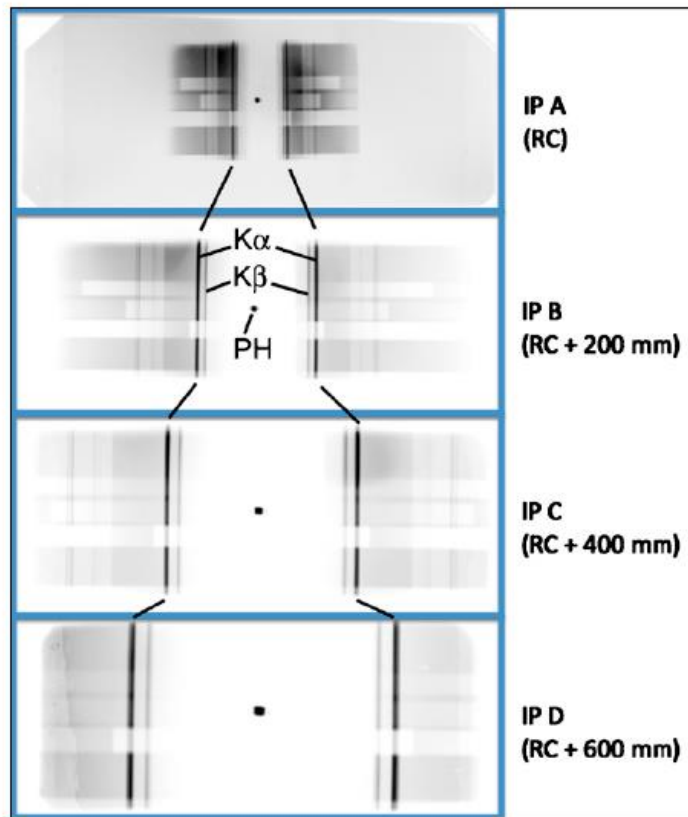 IP A
(RC)
Kα
Kβ
PH
IP B
(RC + 200 mm)
IP C
(RC + 400 mm)
IP D
(RC + 600 mm)